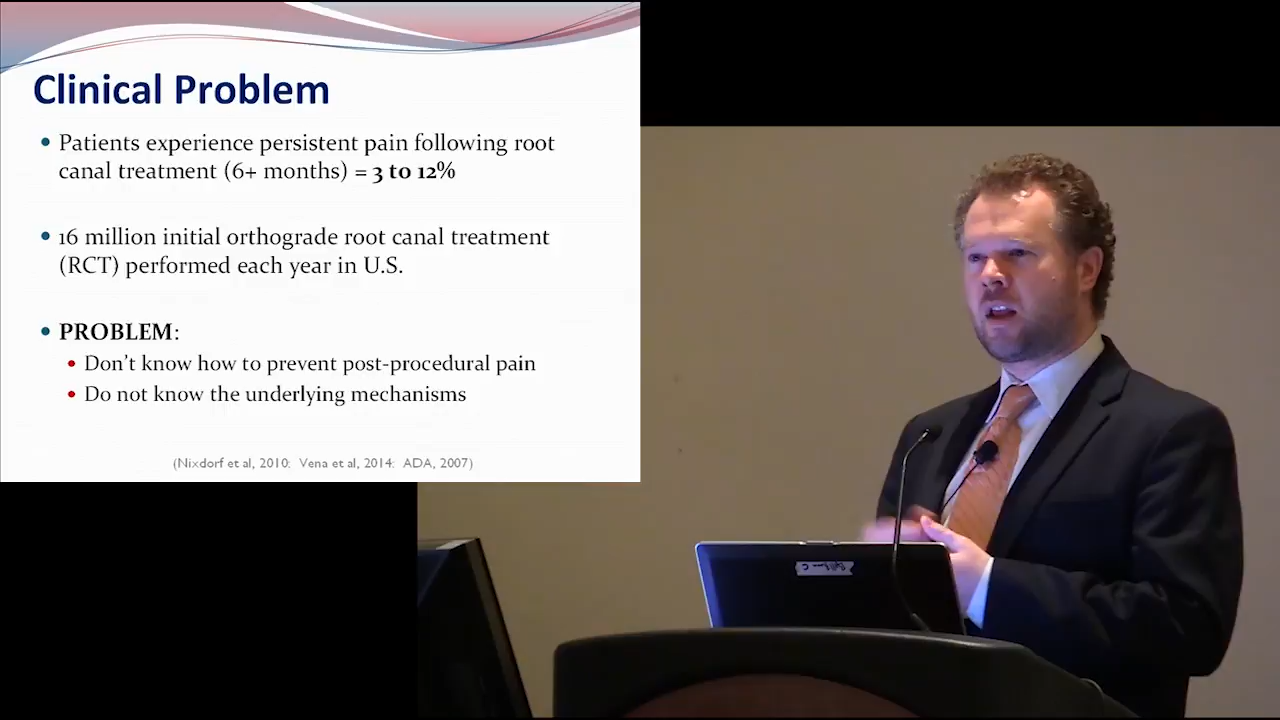 Clinical Problem
• Patients experience persistent pain following root
canal treatment (6+ months) = 3 to 12%
• 16 million initial orthograde root canal treatment
(RCT) performed each year in U.S.
• PROBLEM:
• Don't know how to prevent post-procedural pain
• Do not know the underlying mechanisms
(Nixdorf et al, 2010: Vena et al, 2014: ADA, 2007)